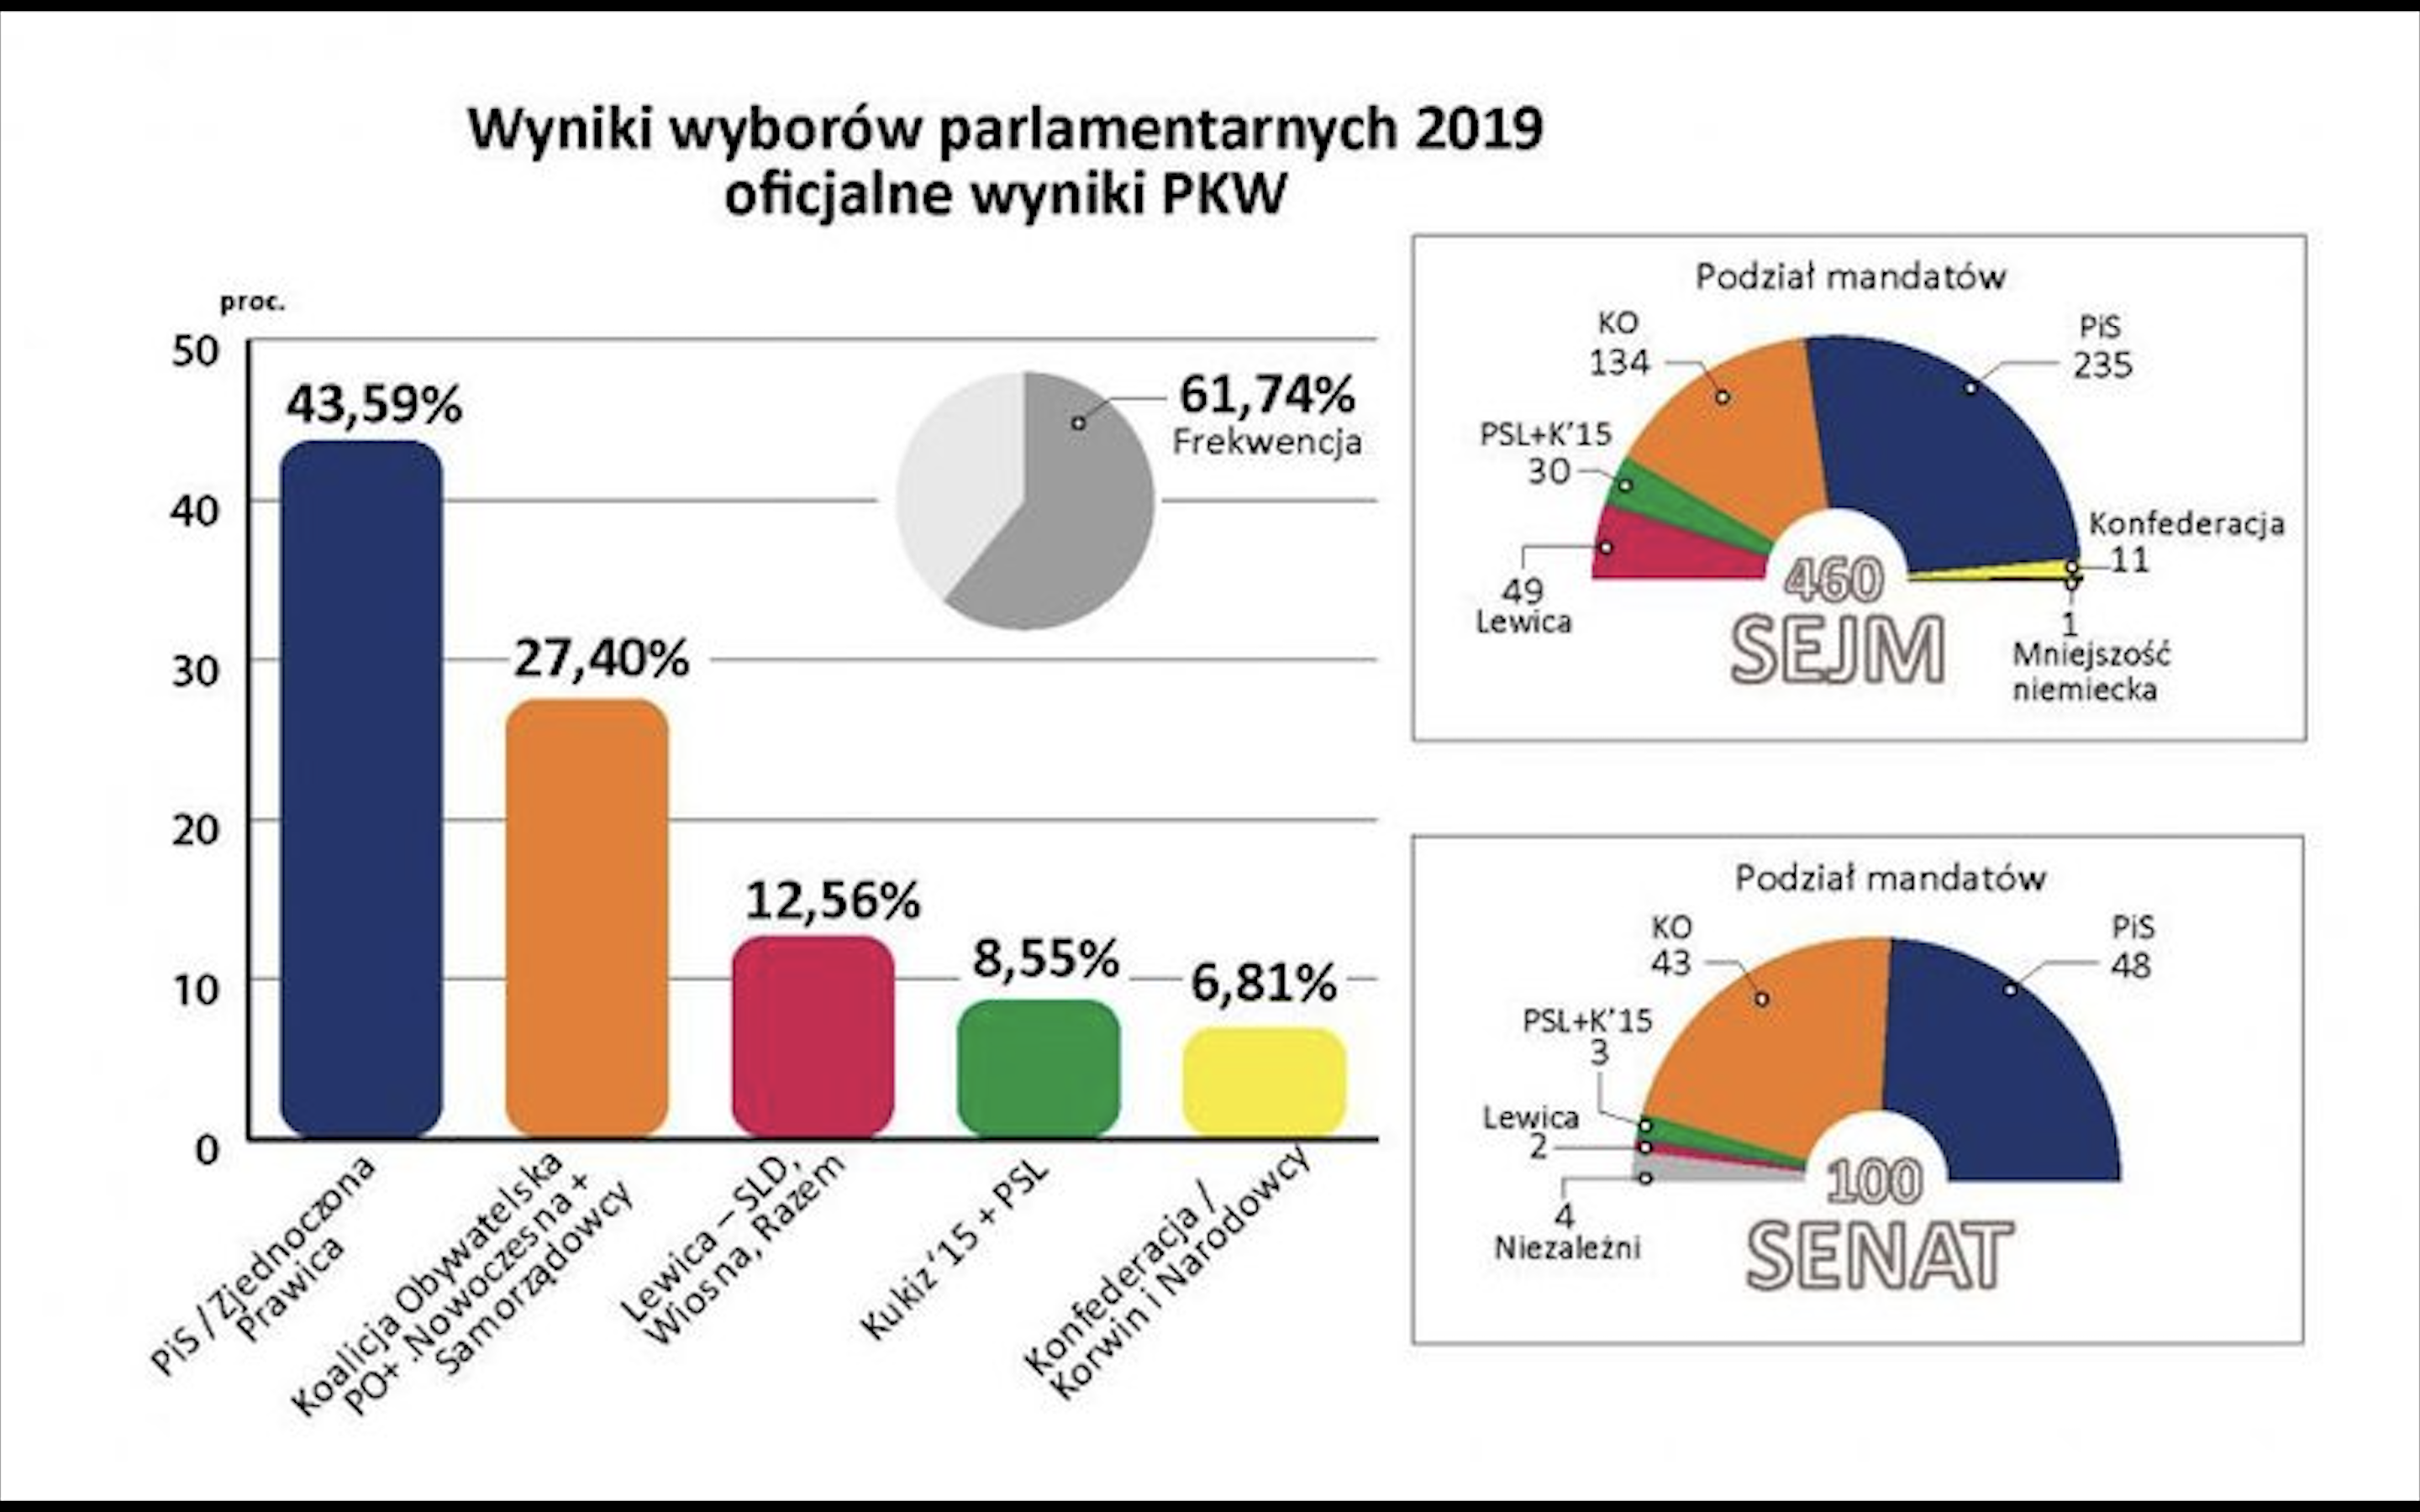 Wyniki wyborów parlamentarnych 2019
oficjalne wyniki PKW
proc.
50
40
30
20
10
0
43,59%
27,40%
12,56%
8,55%
6,81%
61,74%
Frekwencja
PiS / Zjednoczona
Prawica
Koalicja Obywatelska
PO+ .Nowoczesna +
Samorządowcy
Lewica – SLD,
Wiosna, Razem
Kukiz‘15 + PSL
Konfederacja /
Korwin i Narodowcy
Podział mandatów
KO
134
PiS
235
PSL+K’15
30
Konfederacja
11
49
Lewica
460
SEJM
1
Mniejszość
niemiecka
Podział mandatów
KO
43
PiS
48
PSL+K’15
3
Lewica
2
4
Niezależni
100
SENAT